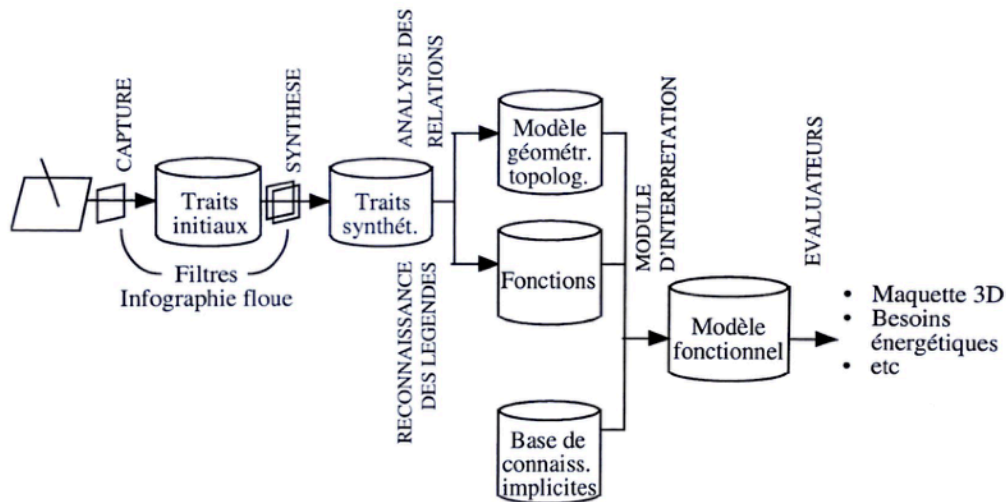 CAPTURE
Traits
initiaux
Filtres
Infographie floue
SYNTHESE
Traits
synthét.
ANALYSE DES
RELATIONS
RECONNAISSANCE
DES LEGENDES
Modèle
géométr.
topolog.
Fonctions
Base de
connaiss.
implicites
MODULE
D'INTERPRETATION
Modèle
fonctionnel
EVALUATEURS
• Maquette 3D
• Besoins
énergétiques
• etc